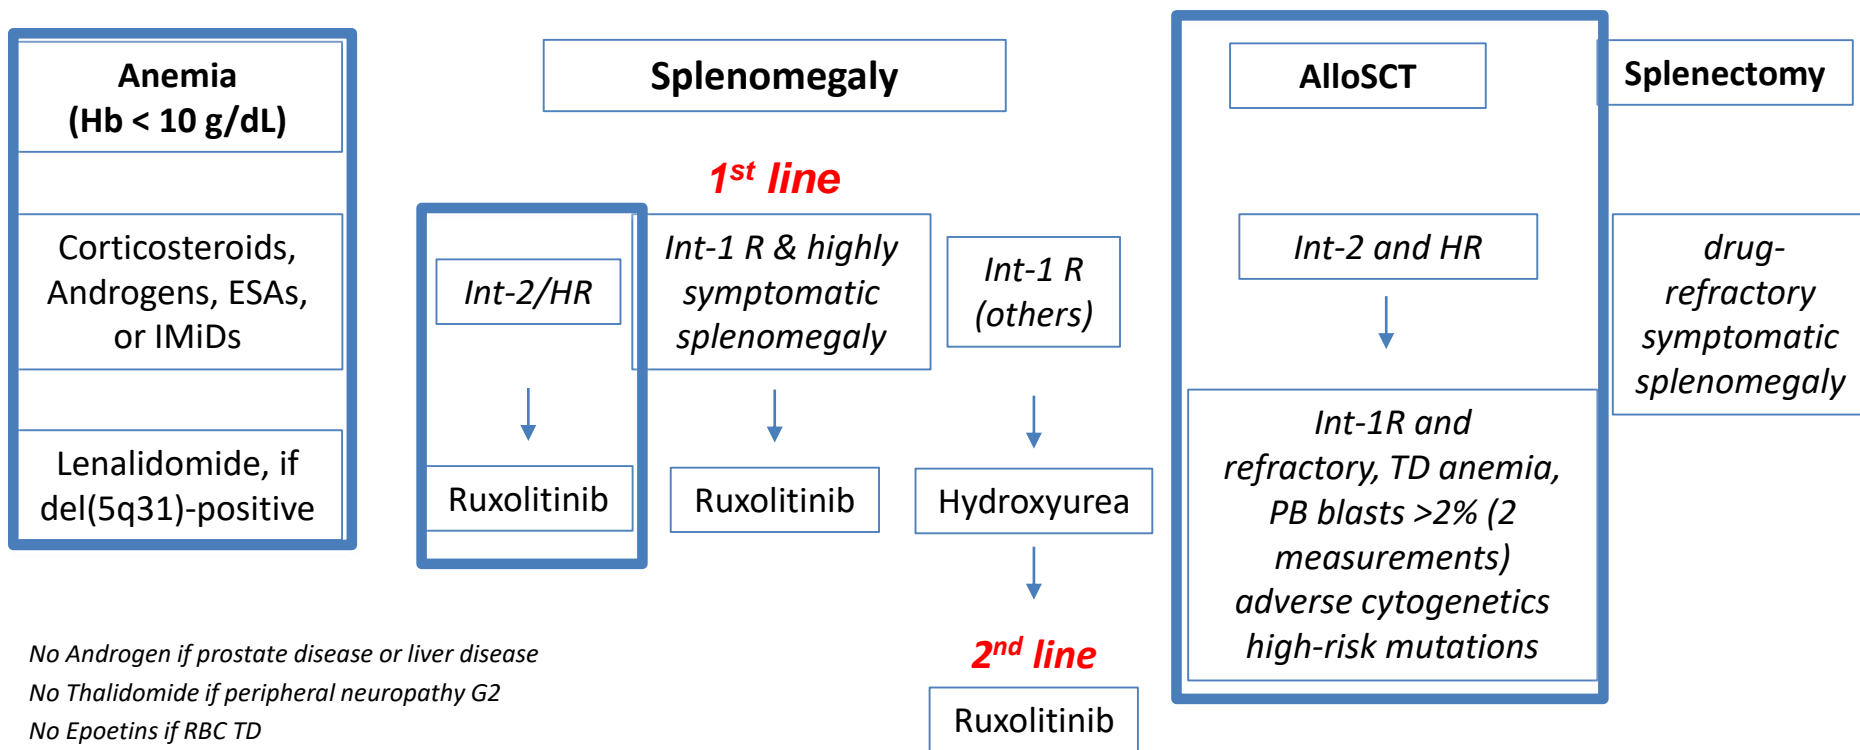 Anemia
(Hb < 10 g/dL)
Corticosteroids,
Androgens, ESAs,
or IMiDs
Lenalidomide, if
del(5q31)-positive
Splenomegaly
1st line
Int-2/HR
Ruxolitinib
Int-1 R & highly
symptomatic
splenomegaly
Ruxolitinib
Int-1 R
(others)
Hydroxyurea
2nd line
Ruxolitinib
AlloSCT
Int-2 and HR
Int-1R and
refractory, TD anemia,
PB blasts >2% (2
measurements)
adverse cytogenetics
high-risk mutations
Splenectomy
drug-
refractory
symptomatic
splenomegaly
No Androgen if prostate disease or liver disease
No Thalidomide if peripheral neuropathy G2
No Epoetins if RBC TD